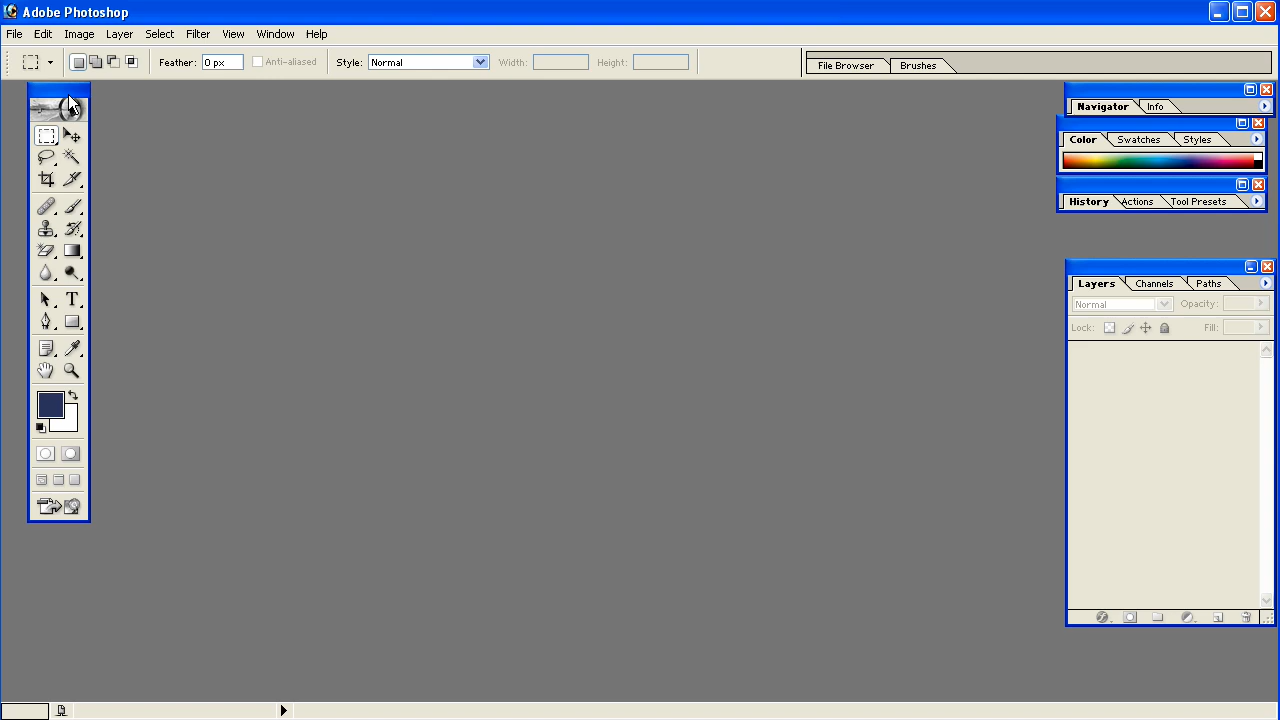 Adobe Photoshop
File Edit Image Layer Select Filter View Window Help
Feather: 0 px Anti-aliased Style: Normal Width: Height: File Browser Brushes
Navigator Info
Color Swatches Styles
History Actions Tool Presets
Layers Channels Paths
Normal Opacity:
Lock: Fill:
T